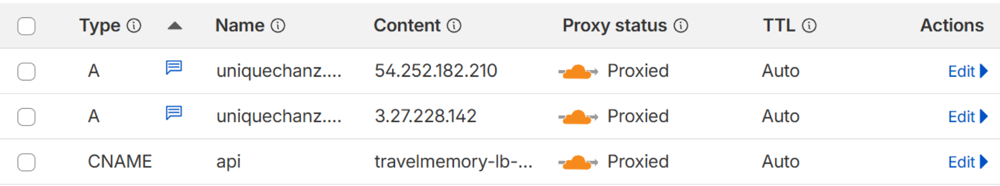 Type Name Content Proxy status TTL Actions
A uniquechanz.... 54.252.182.210 Proxied Auto Edit
A uniquechanz.... 3.27.228.142 Proxied Auto Edit
CNAME api travelmemory-lb-... Proxied Auto Edit